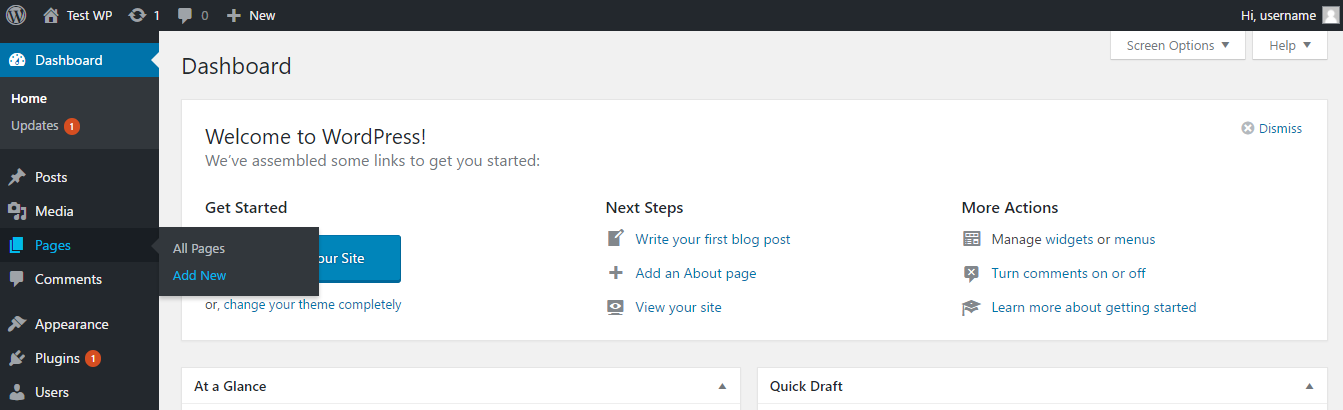 Test WP 1 0 New Hi, username
Dashboard
Home
Updates 1
Posts
Media
Pages
Comments
Appearance
Plugins 1
Users
All Pages
Add New
Screen Options Help
Dashboard
Welcome to WordPress!
We've assembled some links to get you started:
Dismiss
Get Started
our Site
or, change your theme completely
Next Steps
Write your first blog post
Add an About page
View your site
More Actions
Manage widgets or menus
Turn comments on or off
Learn more about getting started
At a Glance
Quick Draft